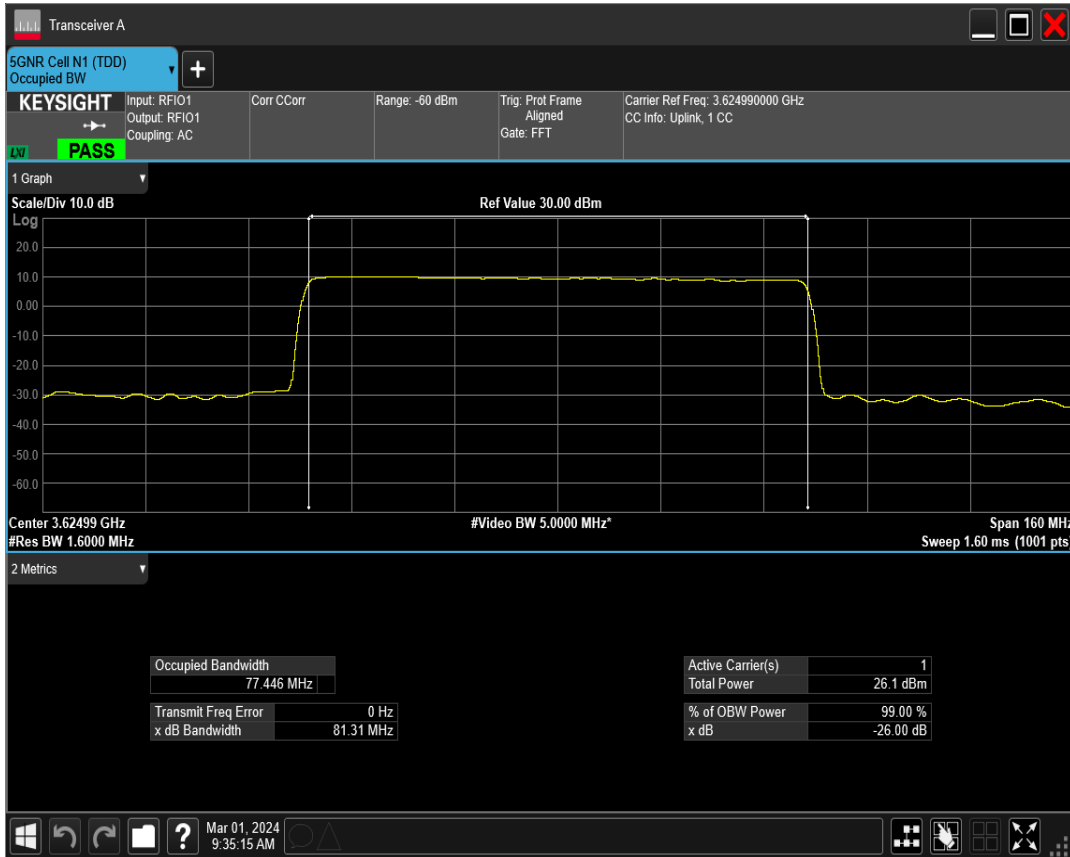 Transceiver A
5GNR Cell N1 (TDD)
Occupied BW
+
KEYSIGHT
LXI
PASS
Input: RFIO1
Output: RFIO1
Coupling: AC
Corr CCorr
Range: -60 dBm
Trig: Prot Frame
Aligned
Gate: FFT
Carrier Ref Freq: 3.624990000 GHz
CC Info: Uplink, 1 CC
1 Graph
Scale/Div 10.0 dB
Ref Value 30.00 dBm
Log
20.0
10.0
0.00
-10.0
-20.0
-30.0
-40.0
-50.0
-60.0
Center 3.62499 GHz
#Video BW 5.0000 MHz*
Span 160 MHz
#Res BW 1.6000 MHz
Sweep 1.60 ms (1001 pts)
2 Metrics
Occupied Bandwidth
77.446 MHz
Transmit Freq Error 0 Hz
x dB Bandwidth 81.31 MHz
Active Carrier(s) 1
Total Power 26.1 dBm
% of OBW Power 99.00 %
x dB -26.00 dB
?
Mar 01, 2024
9:35:15 AM